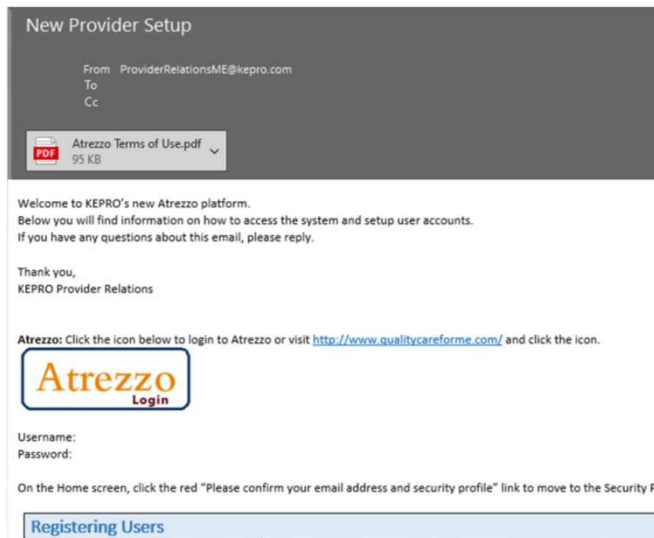 New Provider Setup
From ProviderRelationsME@kepro.com
To
Cc
PDF
Atrezzo Terms of Use.pdf
95 KB
Welcome to KEPRO's new Atrezzo platform.
Below you will find information on how to access the system and setup user accounts.
If you have any questions about this email, please reply.
Thank you,
KEPRO Provider Relations
Atrezzo: Click the icon below to login to Atrezzo or visit http://www.qualitycareforme.com/ and click the icon.
Atrezzo
Login
Username:
Password:
On the Home screen, click the red "Please confirm your email address and security profile" link to move to the Security
Registering Users